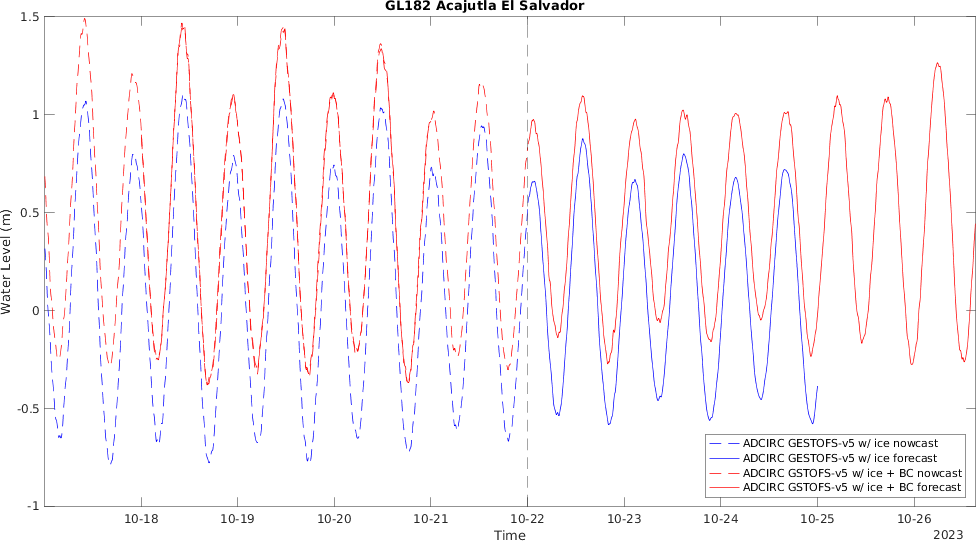 GL182 Acajutla El Salvador
Water Level (m)
1.5
1
0.5
0
-0.5
-1
10-18 10-19 10-20 10-21 10-22 10-23 10-24 10-25 10-26
Time
2023
ADCIRC GESTOFS-v5 w/ ice nowcast
ADCIRC GESTOFS-v5 w/ ice forecast
ADCIRC GSTOFS-v5 w/ ice + BC nowcast
ADCIRC GSTOFS-v5 w/ ice + BC forecast